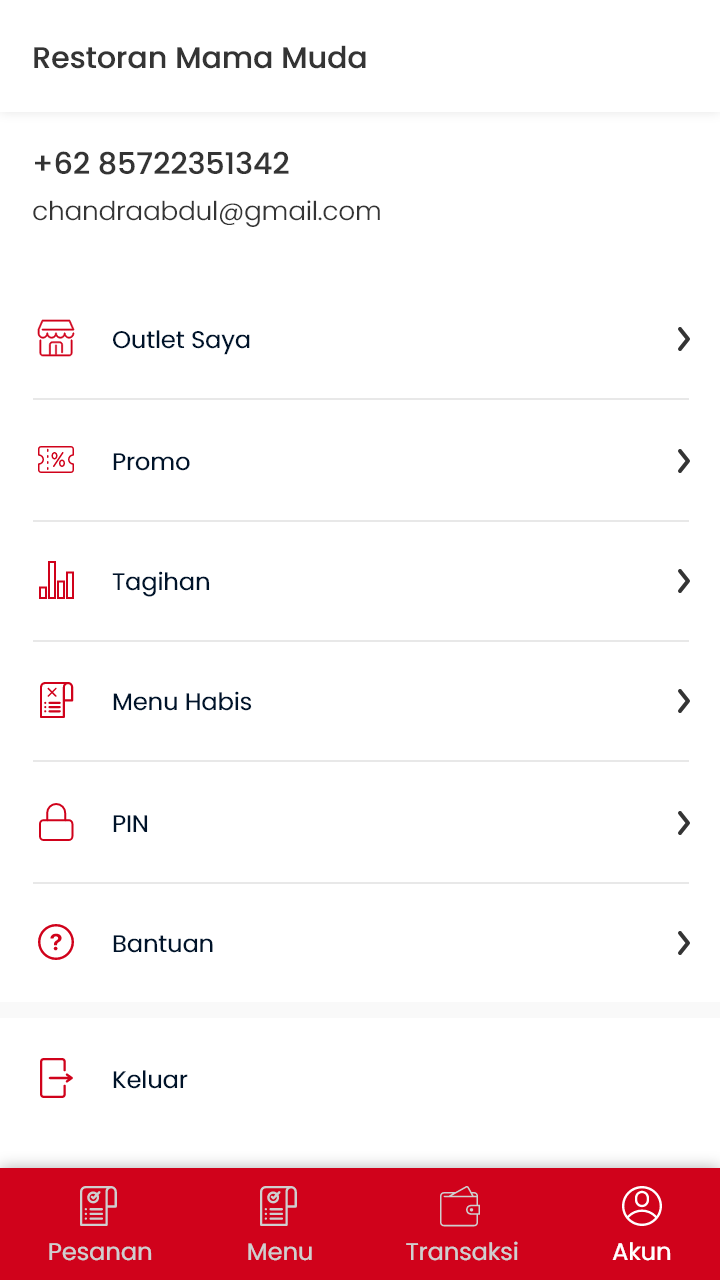 Restoran Mama Muda
+62 85722351342
chandraabdul@gmail.com
Outlet Saya
Promo
Tagihan
Menu Habis
PIN
Bantuan
Keluar
Pesanan Menu Transaksi Akun